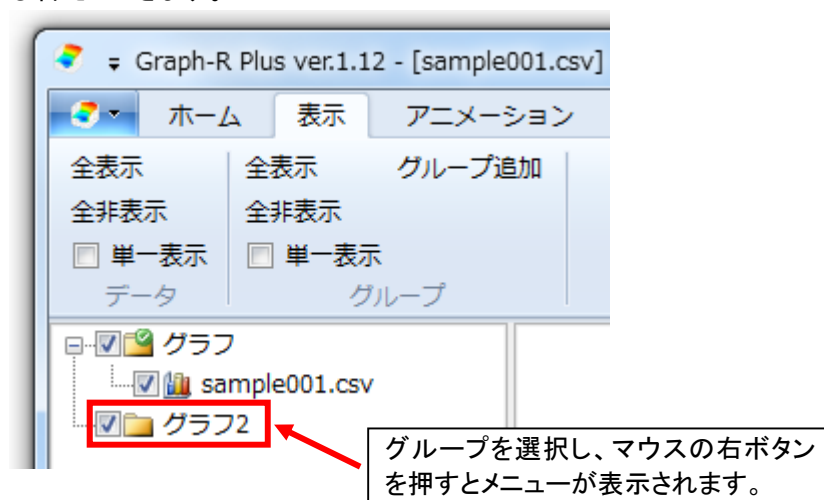 Graph-R Plus ver.1.12 - [sample001.csv]
ホーム 表示 アニメーション
全表示 全表示 グループ追加
全非表示 全非表示
単一表示 単一表示
データ グループ
グラフ
sample001.csv
グラフ2
グループを選択し、マウスの右ボタン
を押すとメニューが表示されます。